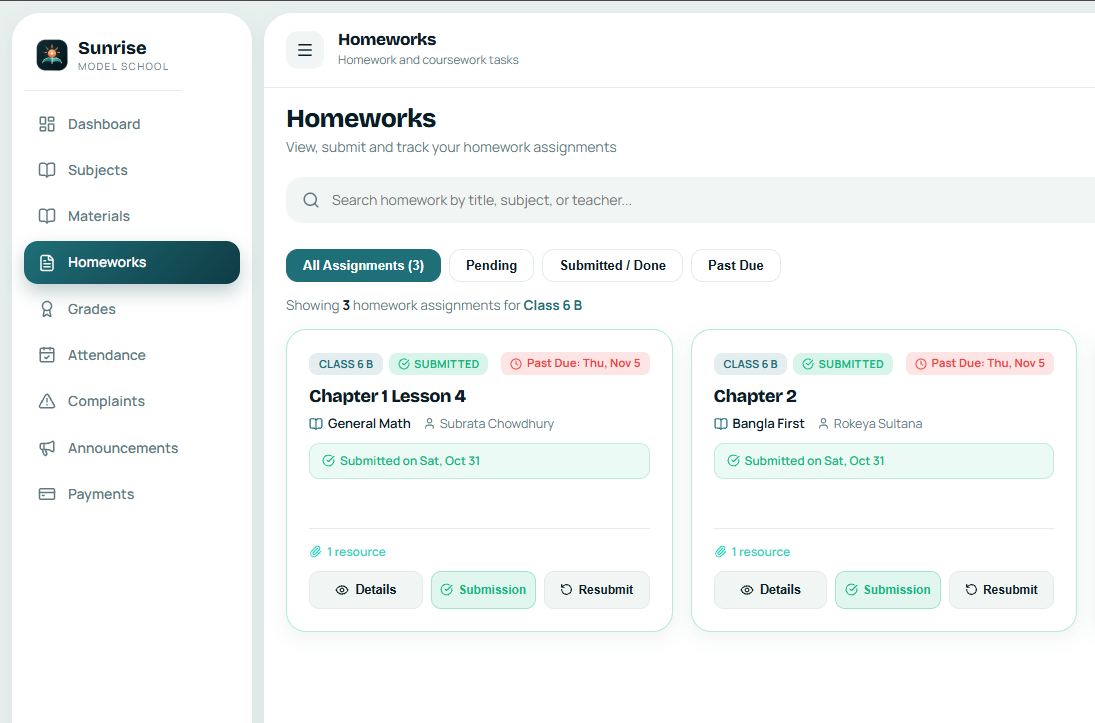 Sunrise
MODEL SCHOOL
Dashboard
Subjects
Materials
Homeworks
Grades
Attendance
Complaints
Announcements
Payments
Homeworks
Homework and coursework tasks
Homeworks
View, submit and track your homework assignments
Search homework by title, subject, or teacher...
All Assignments (3) Pending Submitted / Done Past Due
Showing 3 homework assignments for Class 6 B
CLASS 6 B SUBMITTED Past Due: Thu, Nov 5
Chapter 1 Lesson 4
General Math Subrata Chowdhury
Submitted on Sat, Oct 31
1 resource
Details Submission Resubmit
CLASS 6 B SUBMITTED Past Due: Thu, Nov 5
Chapter 2
Bangla First Rokeya Sultana
Submitted on Sat, Oct 31
1 resource
Details Submission Resubmit